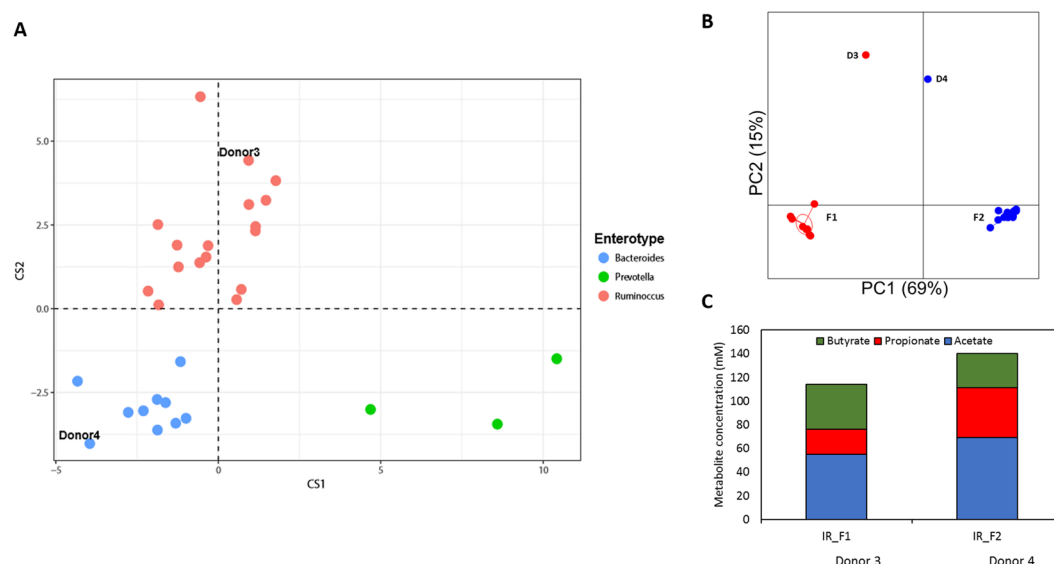 A
Donor3
Donor4
5.0
2.5
0.0
−2.5
−5
0
5
10
CS2
CS1
Enterotype
Bacteroides
Prevotella
Ruminoccus
B
D3
D4
F1
F2
PC2 (15%)
PC1 (69%)
C
Metabolite concentration (mM)
160
140
120
100
80
60
40
20
0
Butyrate Propionate Acetate
IR_F1 IR_F2
Donor 3 Donor 4